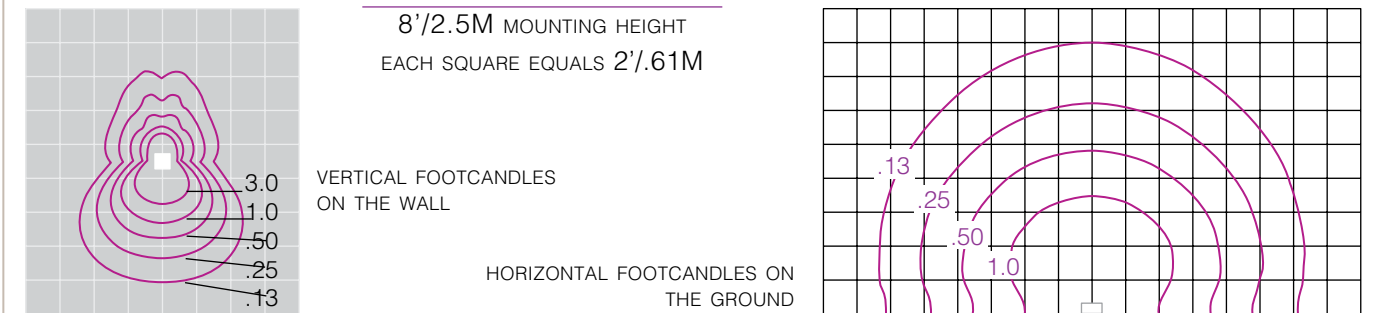 8’/2.5M MOUNTING HEIGHT
EACH SQUARE EQUALS 2’/.61M
3.0
1.0
.50
.25
.13
VERTICAL FOOTCANDLES
ON THE WALL
HORIZONTAL FOOTCANDLES ON
THE GROUND
.13
.25
.50
1.0